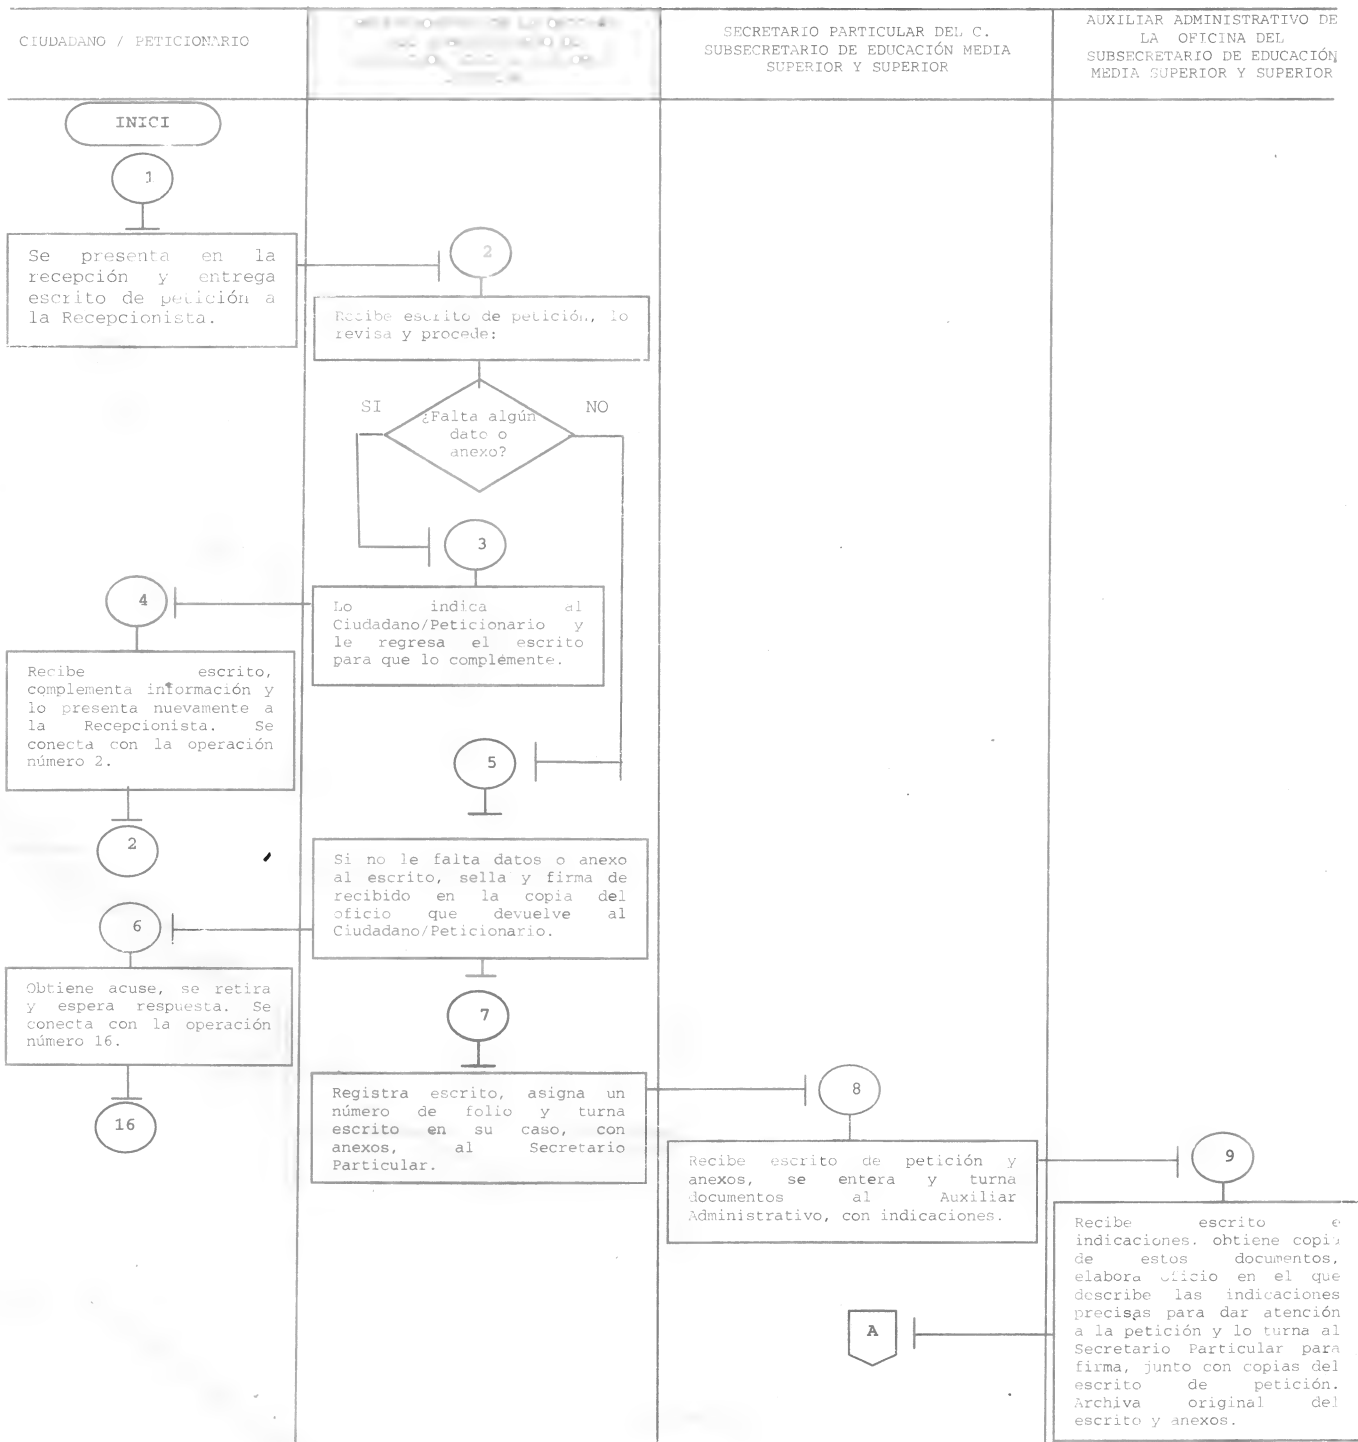 CIUDADANO / PETICIONARIO
SECRETARIO PARTICULAR DEL C.
SUBSECRETARIO DE EDUCACIÓN MEDIA
SUPERIOR Y SUPERIOR
AUXILIAR ADMINISTRATIVO DE
LA OFICINA DEL
SUBSECRETARIO DE EDUCACIÓN
MEDIA SUPERIOR Y SUPERIOR
INICI
1
Se presenta en la
recepción y entrega
escrito de petición a
la Recepcionista.
2
Recibe escrito de petición, lo
revisa y procede:
SI
NO
¿Falta algún
dato o
anexo?
3
Lo indica al
Ciudadano/Peticionario y
le regresa el escrito
para que lo complémente.
4
Recibe escrito,
complementa información y
lo presenta nuevamente a
la Recepcionista. Se
conecta con la operación
número 2.
2
5
Si no le falta datos o anexo
al escrito, sella y firma de
recibido en la copia del
oficio que devuelve al
Ciudadano/Peticionario.
6
Obtiene acuse, se retira
y espera respuesta. Se
conecta con la operación
número 16.
16
7
Registra escrito, asigna un
número de folio y turna
escrito en su caso, con
anexos, al Secretario
Particular.
8
Recibe escrito de petición y
anexos, se entera y turna
documentos al Auxiliar
Administrativo, con indicaciones.
9
Recibe escrito e
indicaciones. obtiene copia
de estos documentos,
elabora oficio en el que
describe las indicaciones
precisas para dar atención
a la petición y lo turna al
Secretario Particular para
firma, junto con copias del
escrito de petición.
Archiva original del
escrito y anexos.
A